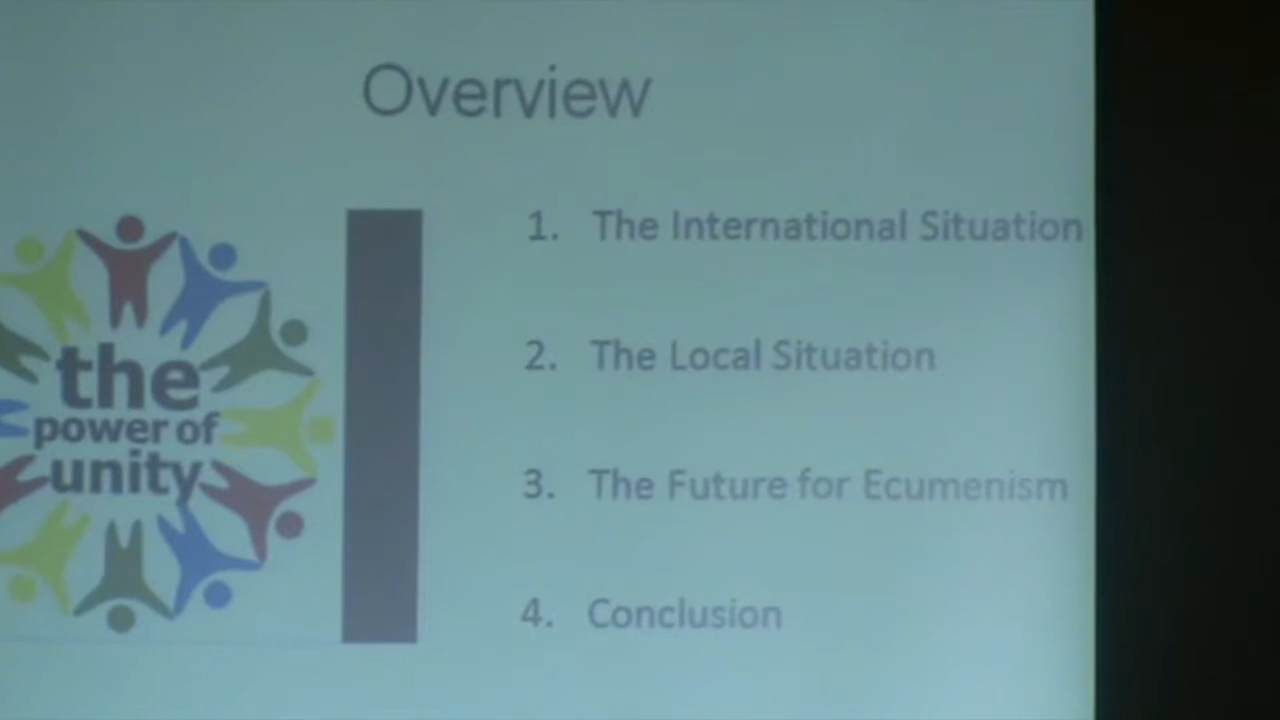 Overview
the
power of
unity
1. The International Situation
2. The Local Situation
3. The Future for Ecumenism
4. Conclusion